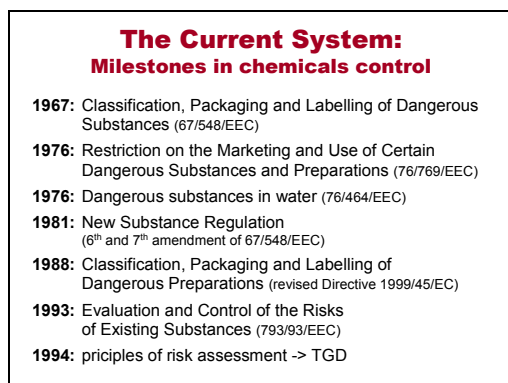 The Current System:
Milestones in chemicals control
1967: Classification, Packaging and Labelling of Dangerous
Substances (67/548/EEC)
1976: Restriction on the Marketing and Use of Certain
Dangerous Substances and Preparations (76/769/EEC)
1976: Dangerous substances in water (76/464/EEC)
1981: New Substance Regulation
(6th and 7th amendment of 67/548/EEC)
1988: Classification, Packaging and Labelling of
Dangerous Preparations (revised Directive 1999/45/EC)
1993: Evaluation and Control of the Risks
of Existing Substances (793/93/EEC)
1994: priciples of risk assessment -> TGD